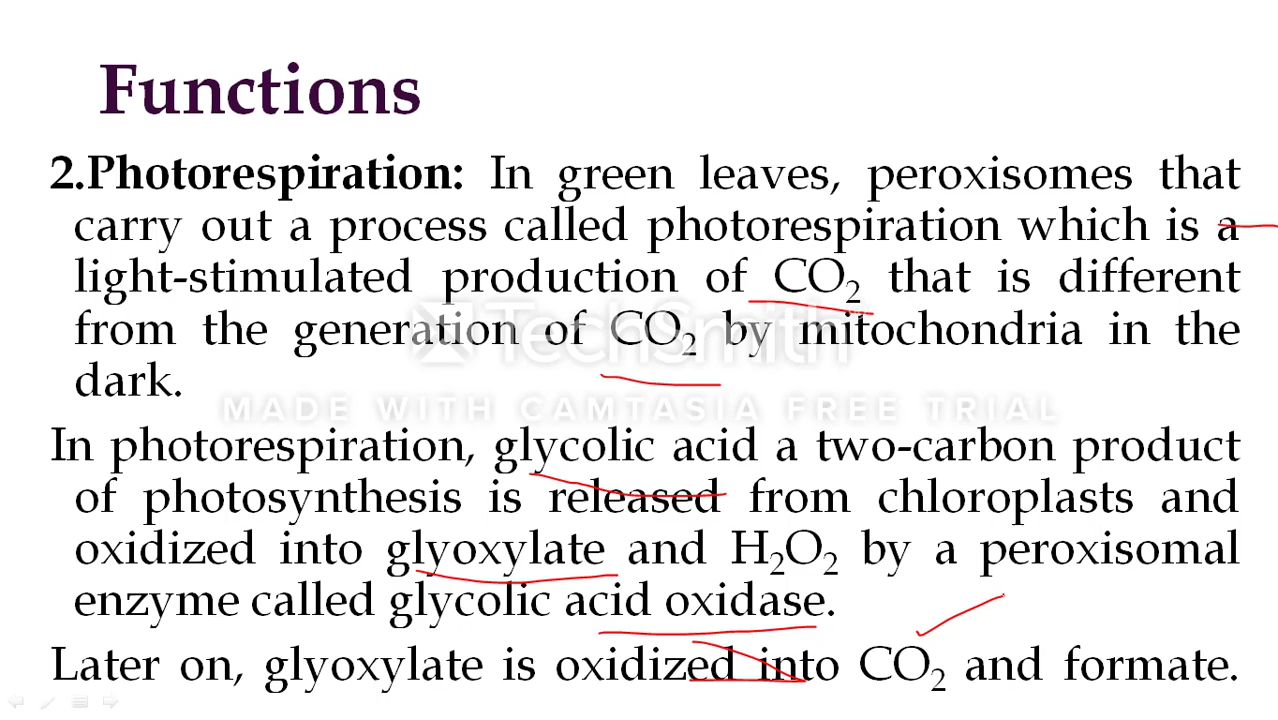 Functions
2.Photorespiration: In green leaves, peroxisomes that
carry out a process called photorespiration which is a
light-stimulated production of CO₂ that is different
from the generation of CO₂ by mitochondria in the
dark.
TechSmith
MADE WITH CAMTASIA FREE TRIAL
In photorespiration, glycolic acid a two-carbon product
of photosynthesis is released from chloroplasts and
oxidized into glyoxylate and H₂O₂ by a peroxisomal
enzyme called glycolic acid oxidase.
Later on, glyoxylate is oxidized into CO₂ and formate.